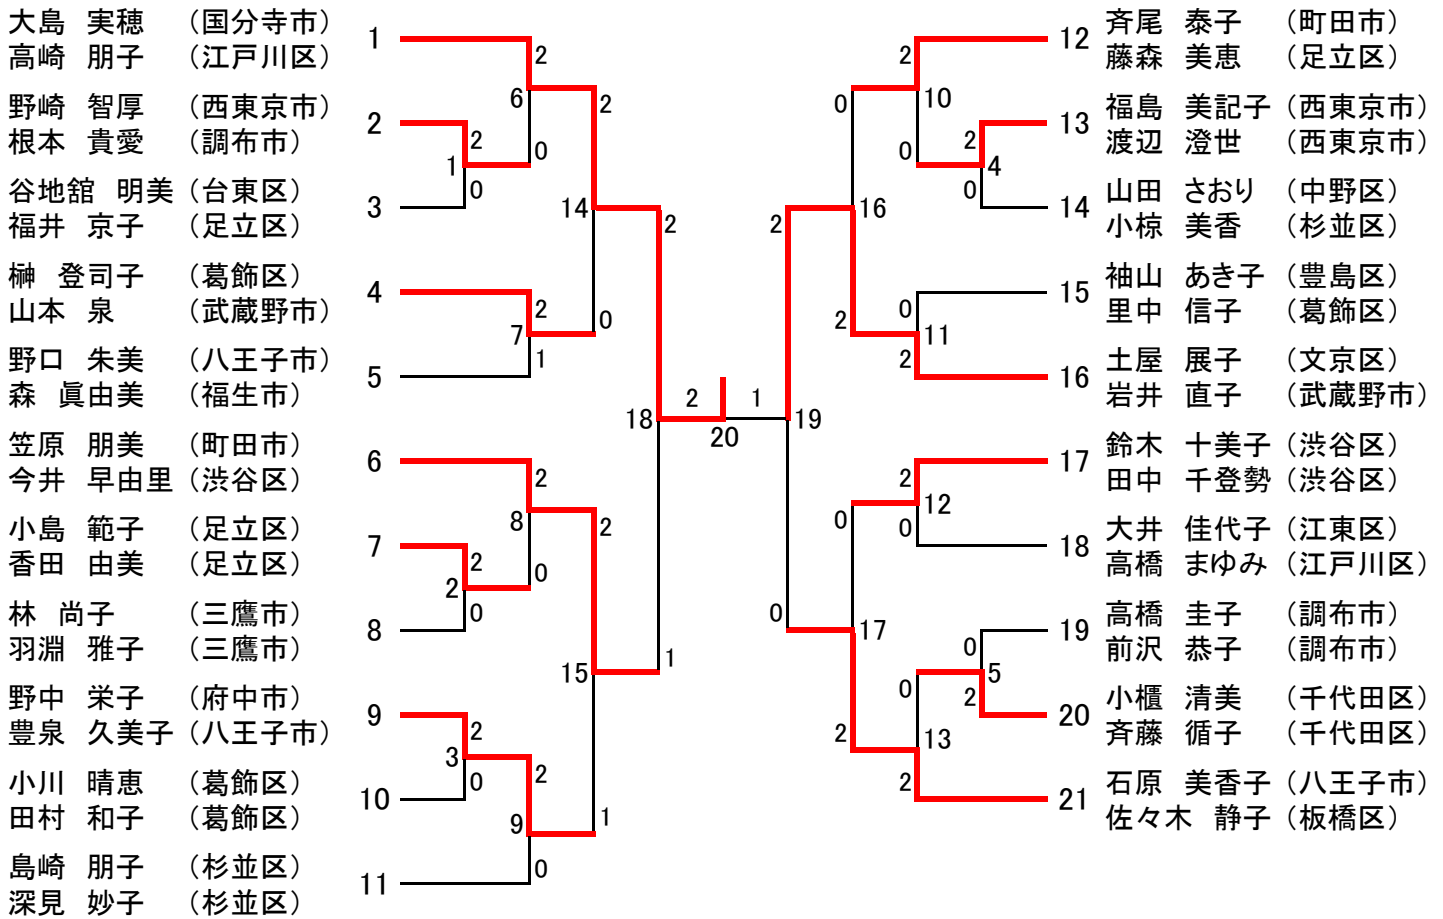 大島 実穂 （国分寺市）
高崎 朋子 （江戸川区）
1
野崎 智厚 （西東京市）
根本 貴愛 （調布市）
2
谷地舘 明美 （台東区）
福井 京子 （足立区）
3
榊 登司子 （葛飾区）
山本 泉 （武蔵野市）
4
野口 朱美 （八王子市）
森 眞由美 （福生市）
5
笠原 朋美 （町田市）
今井 早由里 （渋谷区）
6
小島 範子 （足立区）
香田 由美 （足立区）
7
林 尚子 （三鷹市）
羽淵 雅子 （三鷹市）
8
野中 栄子 （府中市）
豊泉 久美子 （八王子市）
9
小川 晴恵 （葛飾区）
田村 和子 （葛飾区）
10
島崎 朋子 （杉並区）
深見 妙子 （杉並区）
11
2
6
0
2
1
0
2
14
0
2
7
1
2
8
0
2
2
0
2
15
1
2
3
0
2
9
0
2
18
1
2
20
1
2
19
0
0
16
2
2
10
0
2
4
0
0
11
2
0
17
2
2
12
0
0
13
2
0
5
2
12
斉尾 泰子 （町田市）
藤森 美恵 （足立区）
13
福島 美記子 （西東京市）
渡辺 澄世 （西東京市）
14
山田 さおり （中野区）
小椋 美香 （杉並区）
15
袖山 あき子 （豊島区）
里中 信子 （葛飾区）
16
土屋 展子 （文京区）
岩井 直子 （武蔵野市）
17
鈴木 十美子 （渋谷区）
田中 千登勢 （渋谷区）
18
大井 佳代子 （江東区）
高橋 まゆみ （江戸川区）
19
高橋 圭子 （調布市）
前沢 恭子 （調布市）
20
小櫃 清美 （千代田区）
斉藤 循子 （千代田区）
21
石原 美香子 （八王子市）
佐々木 静子 （板橋区）